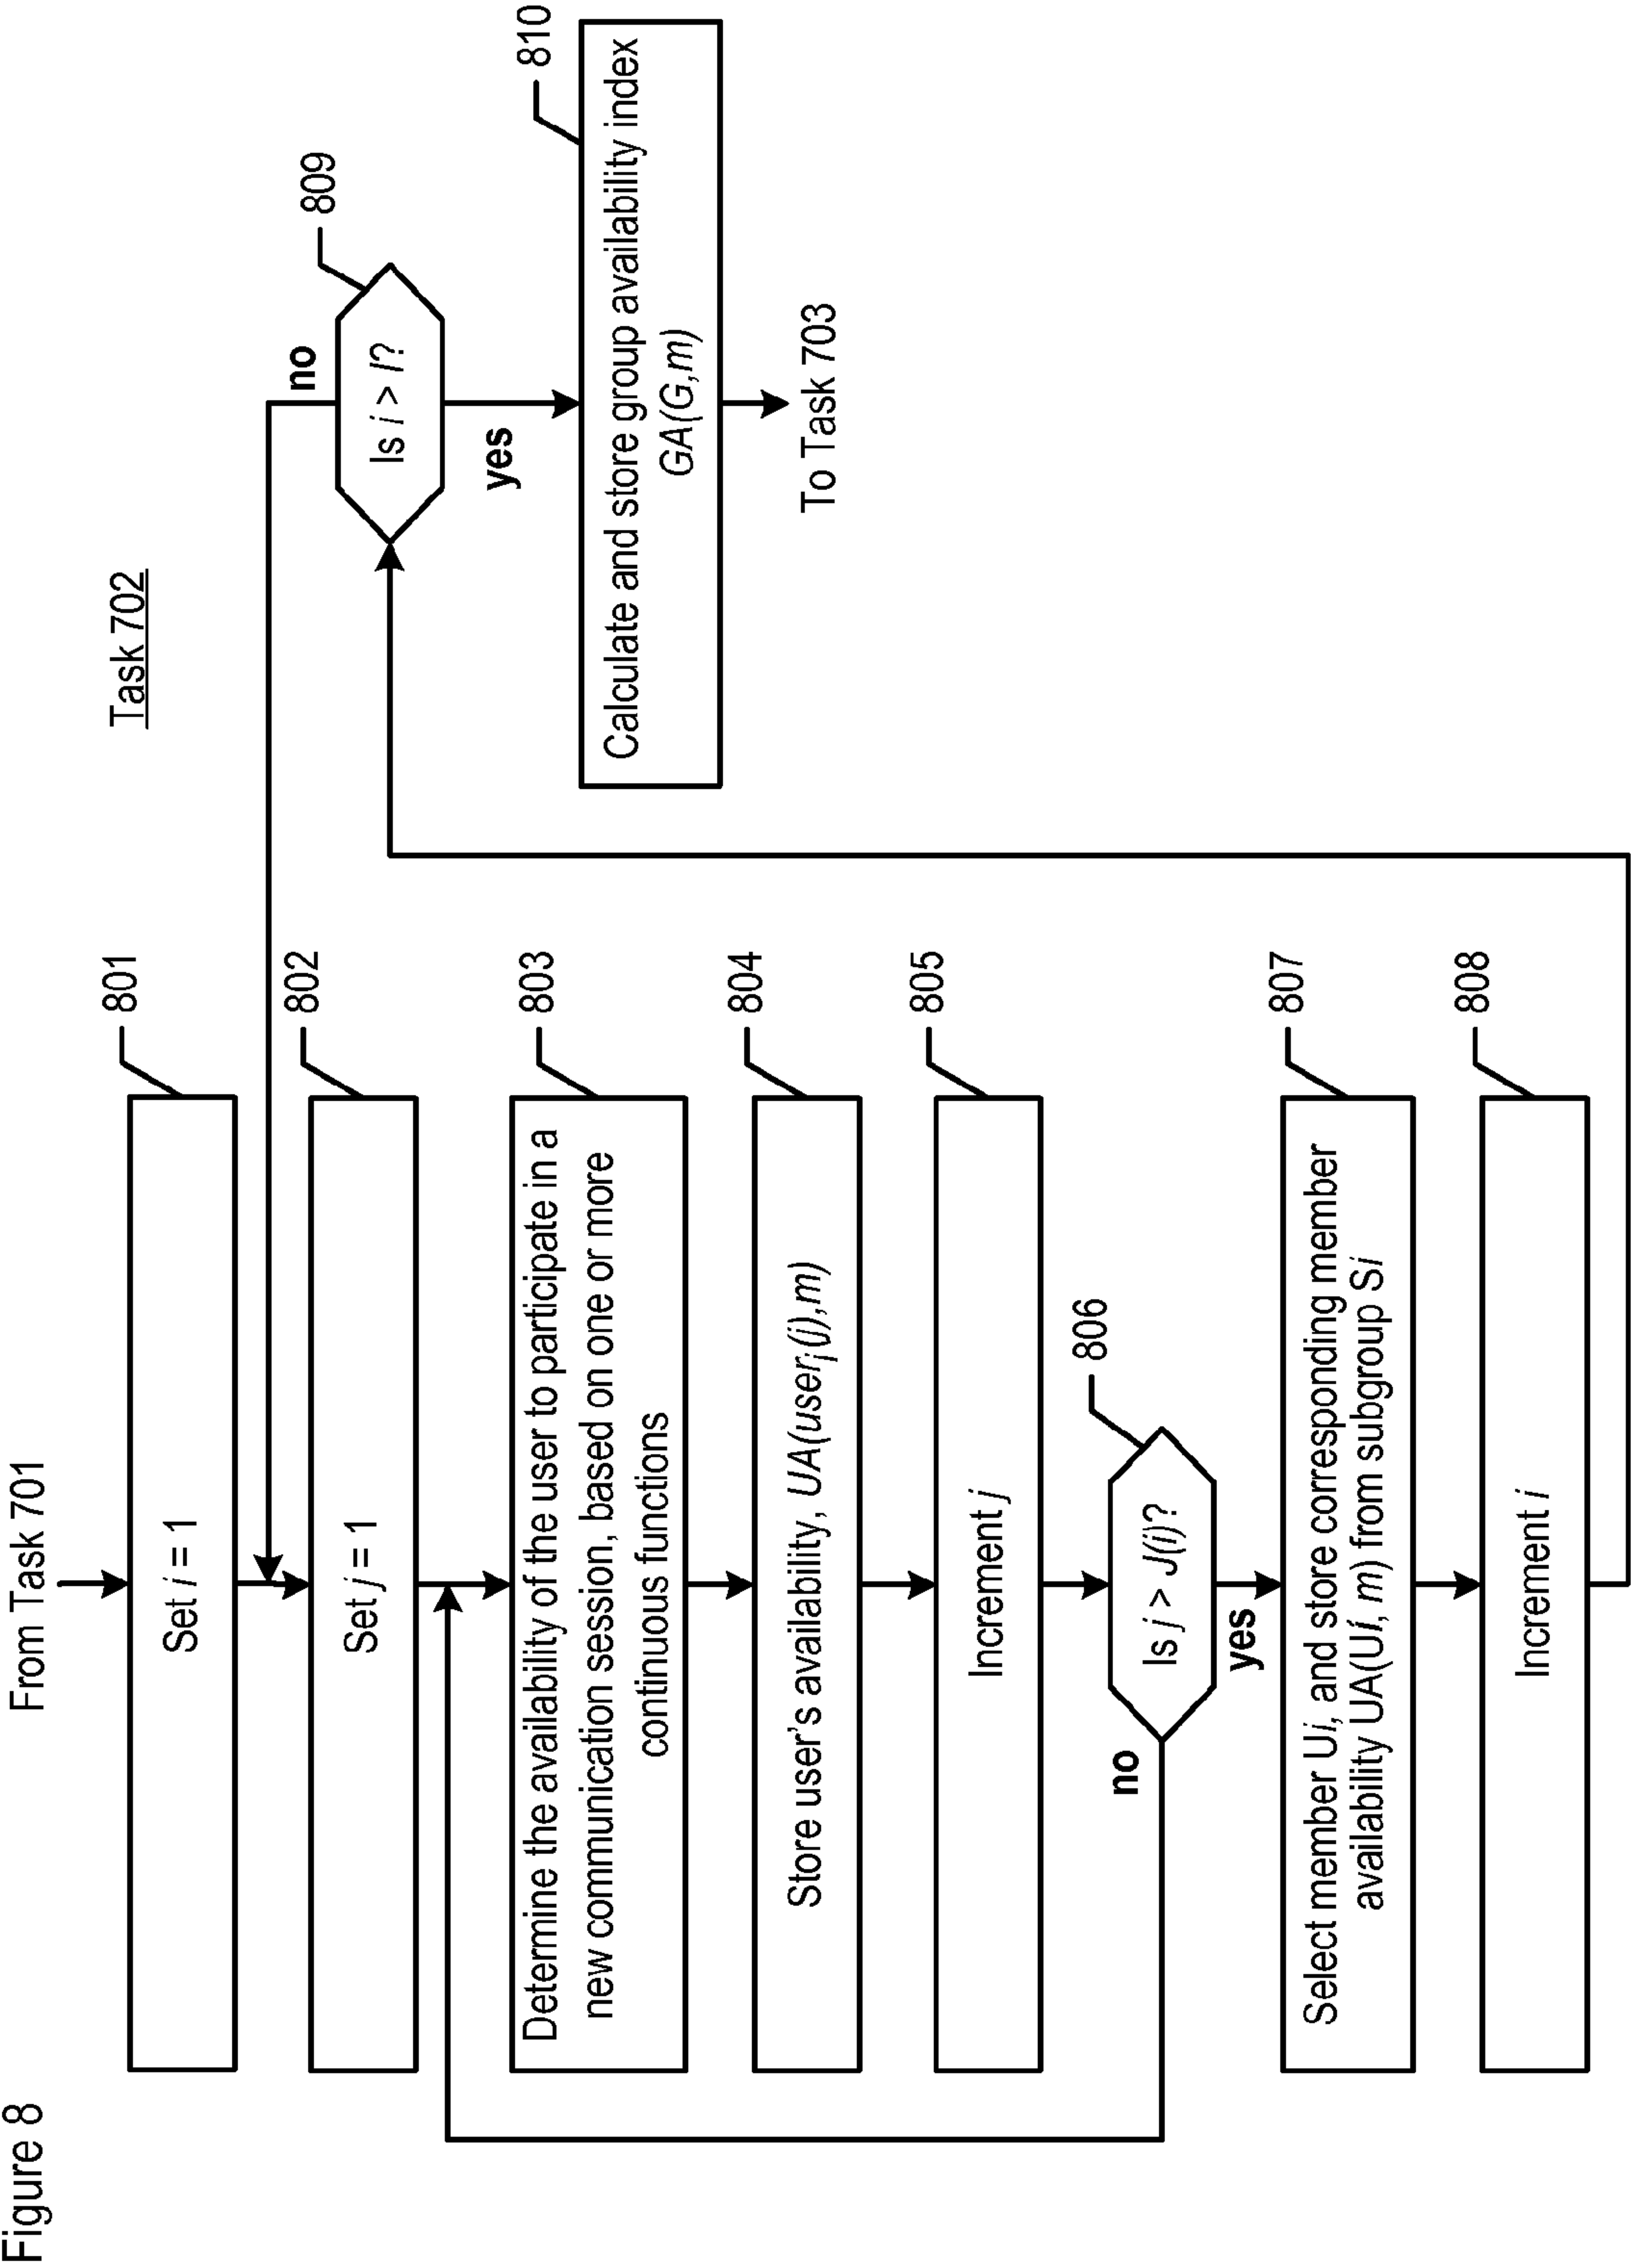 Figure 8
Task 702
From Task 701
Set i = 1
801
Set j = 1
802
Determine the availability of the user to participate in a
new communication session, based on one or more
continuous functions
803
Store user's availability, UA(userᵢ(j),m)
804
Increment j
805
Is j > J(i)?
806
no
yes
Select member Ui, and store corresponding member
availability UA(Uí, m) from subgroup Si
807
Increment i
808
Is i > I?
809
no
yes
Calculate and store group availability index
GA(G,m)
810
To Task 703